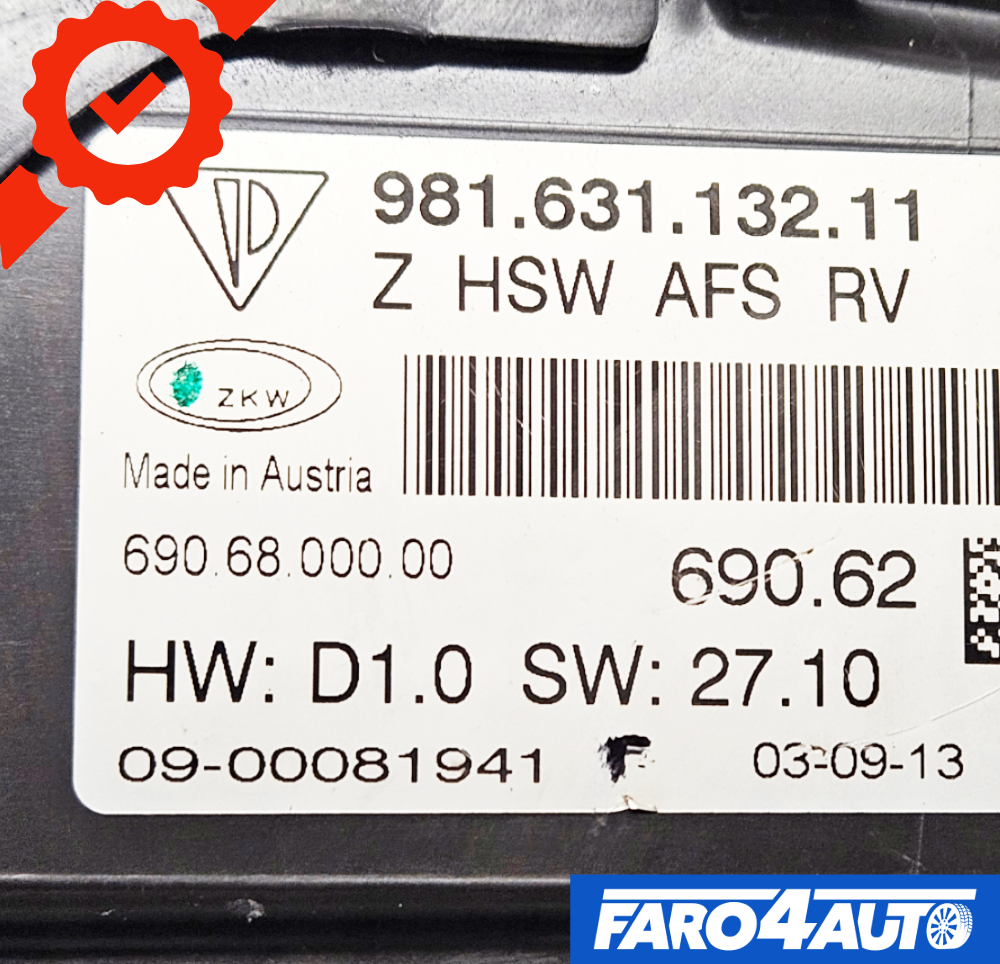 981.631.132.11
Z HSW AFS RV
ZKW
Made in Austria
690.68.000.00
690.62
HW: D1.0 SW: 27.10
09-00081941
03-09-13
FARO4AUTO